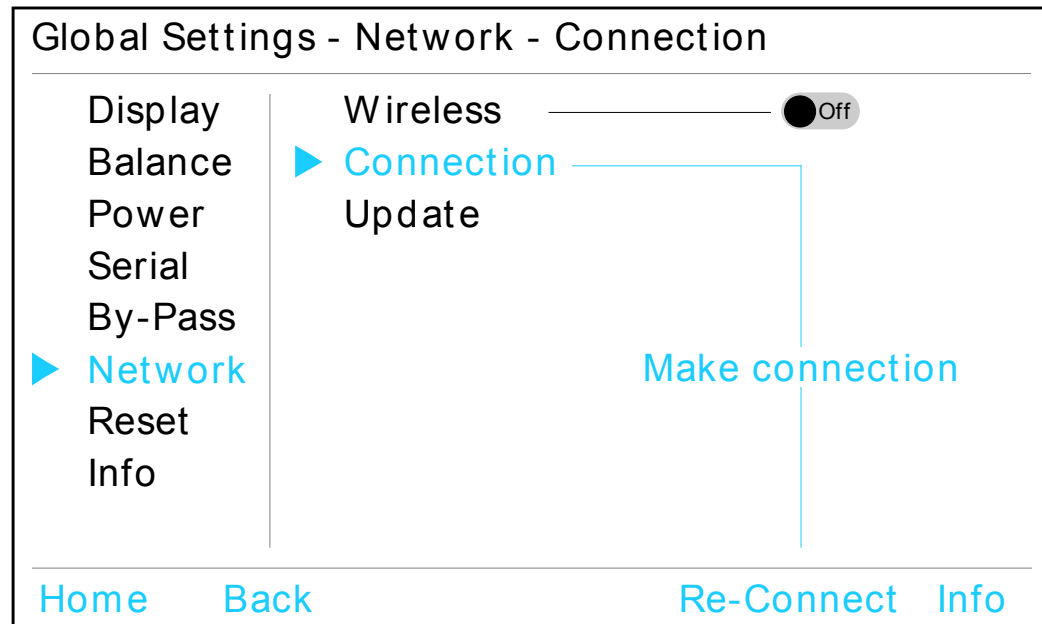 Global Settings - Network - Connection
Display
Balance
Power
Serial
By-Pass
Network
Reset
Info
Wireless Off
Connection
Update
Make connection
Home Back Re-Connect Info